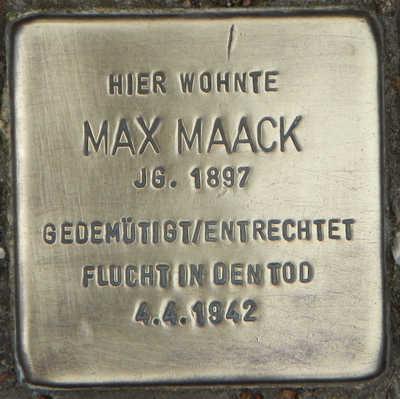 HIER WOHNTE
MAX MAACK
JG. 1897
GEDEMÜTIGT/ENTRECHTET
FLUCHT IN DEN TOD
4.4.1942